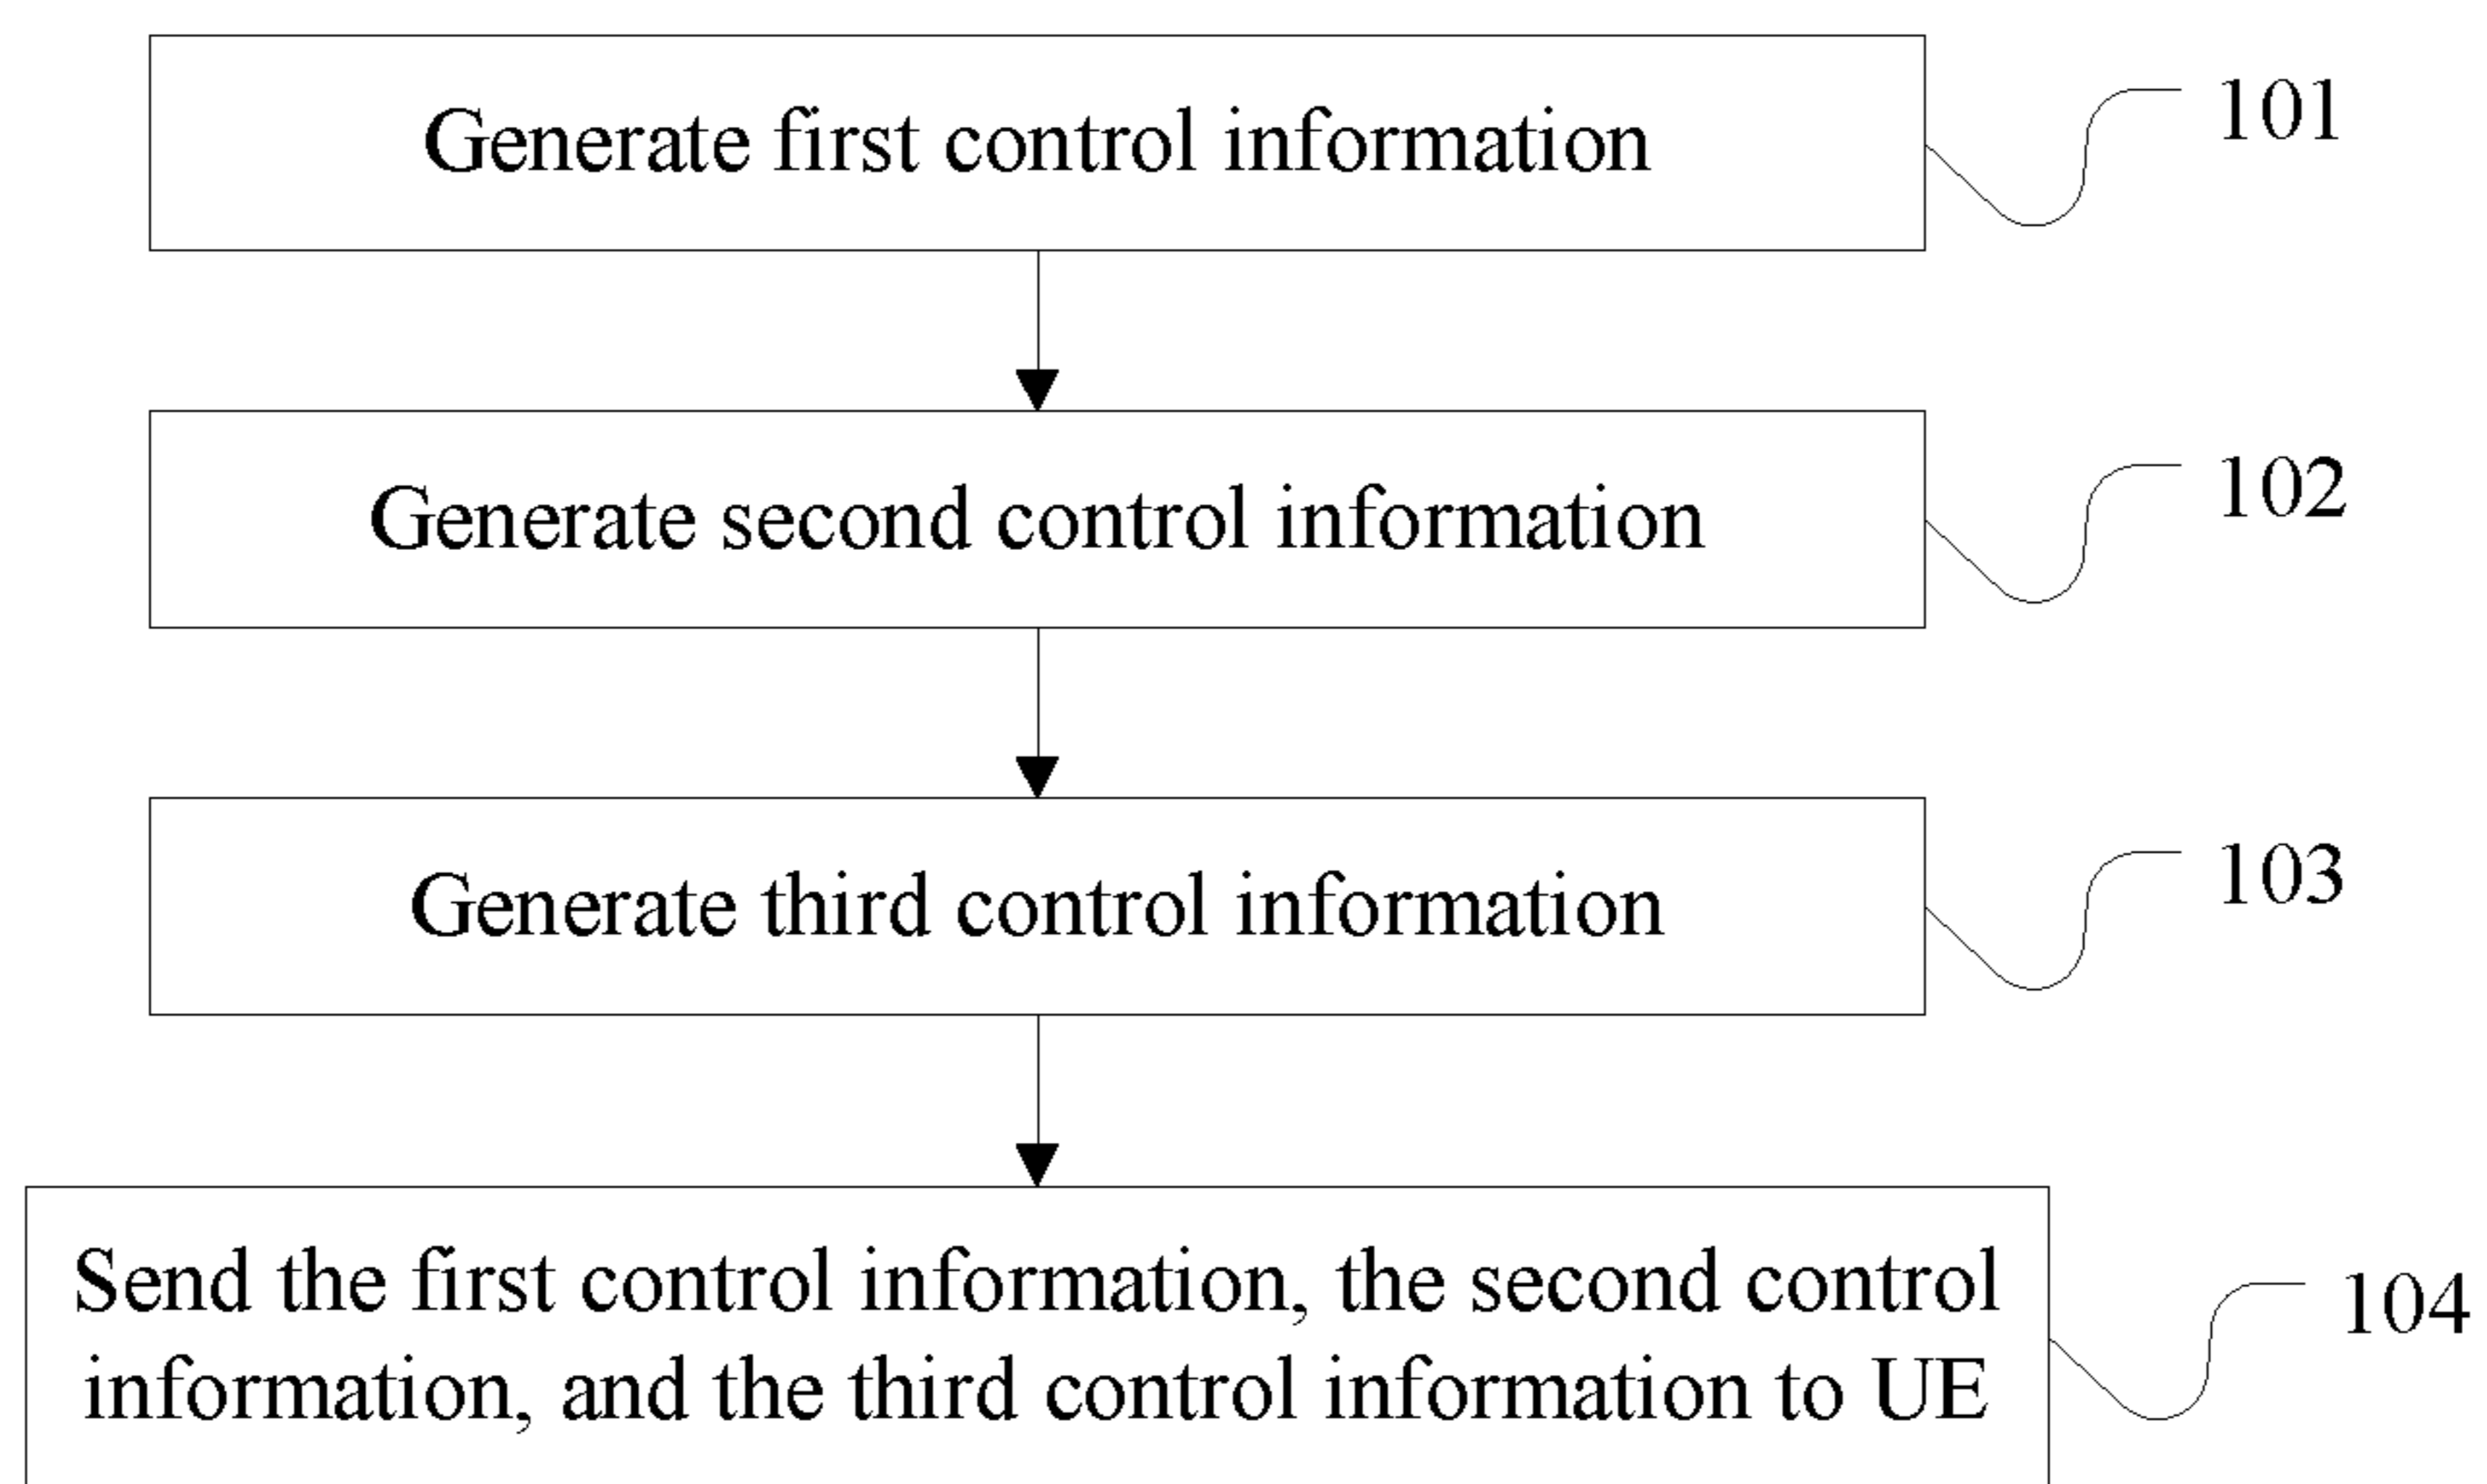 Generate first control information
101
Generate second control information
102
Generate third control information
103
Send the first control information, the second control
information, and the third control information to UE
104